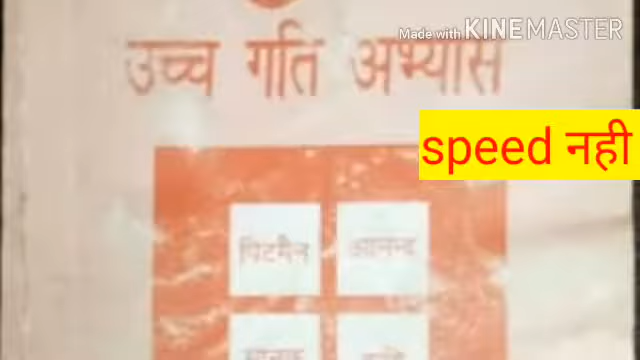 Made with KINEMASTER
उच्च गति अभ्यास
speed नही
पिटमैन आनन्द